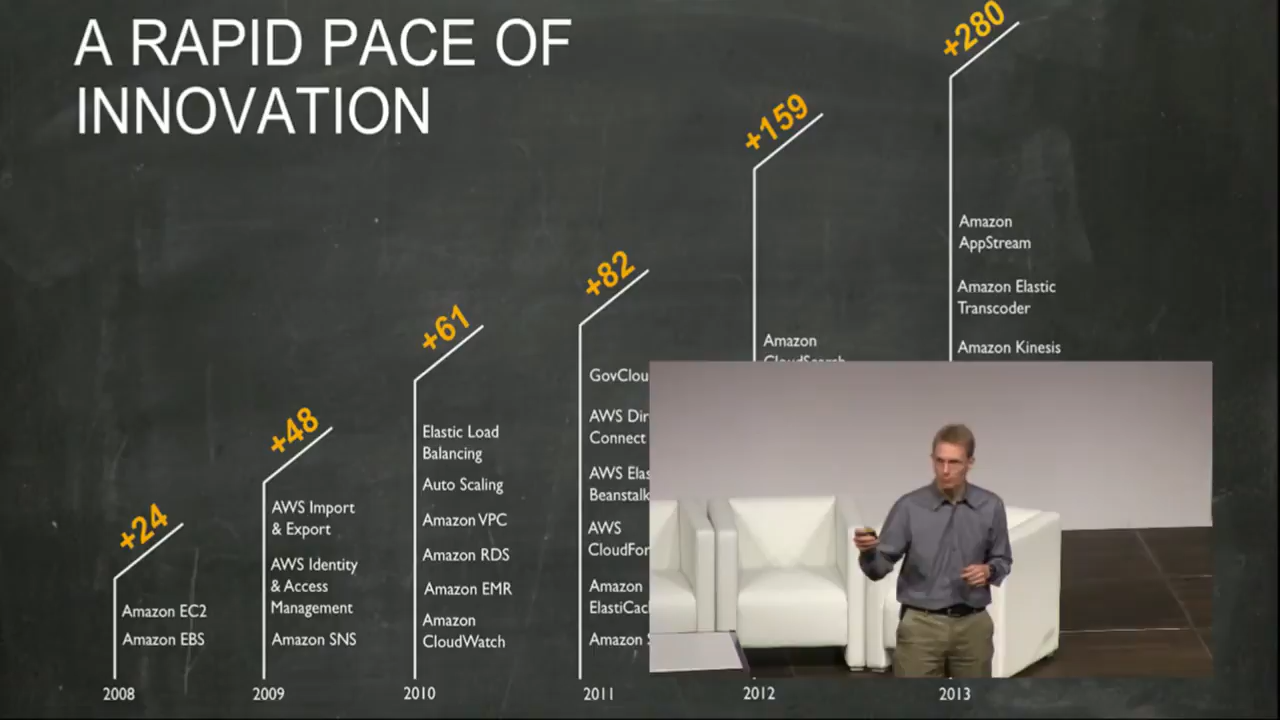 A RAPID PACE OF
INNOVATION
+24
Amazon EC2
Amazon EBS
2008
+48
AWS Import
& Export
AWS Identity
& Access
Management
Amazon SNS
2009
+61
Elastic Load
Balancing
Auto Scaling
Amazon VPC
Amazon RDS
Amazon EMR
Amazon
CloudWatch
2010
+82
GovClou
AWS Dir
Connect
AWS Elas
Beanstalk
AWS
CloudFor
Amazon
ElastiCac
Amazon S
2011
+159
Amazon
CloudSearch
2012
+280
Amazon
AppStream
Amazon Elastic
Transcoder
Amazon Kinesis
2013